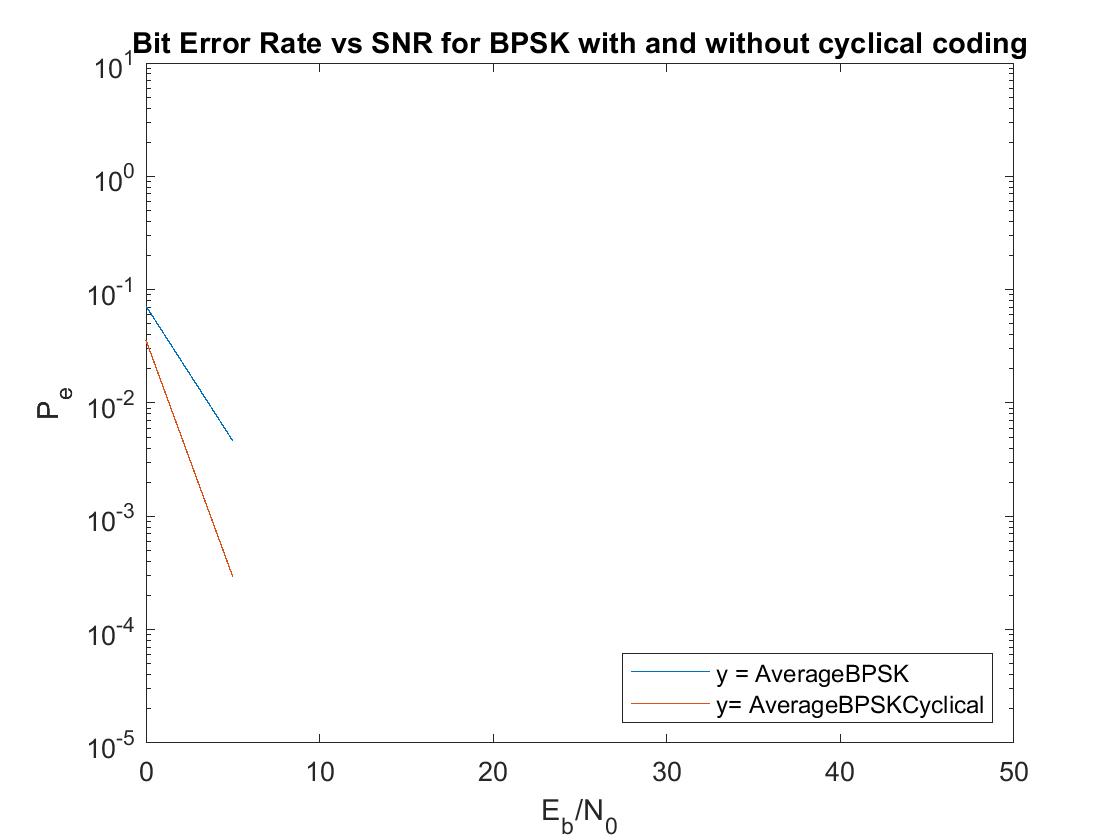 Bit Error Rate vs SNR for BPSK with and without cyclical coding
10^1
10^0
10^-1
10^-2
10^-3
10^-4
10^-5
P_e
0 10 20 30 40 50
E_b/N_0
y = AverageBPSK
y= AverageBPSKCyclical